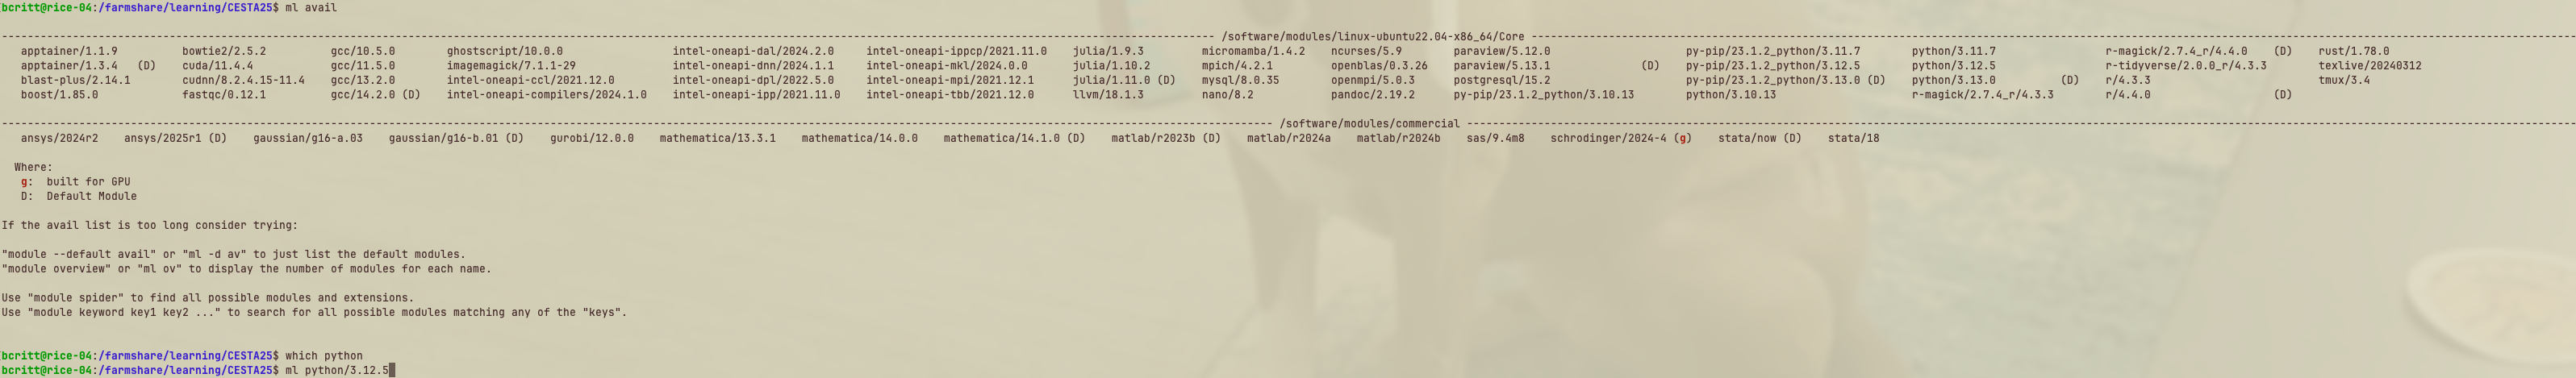 bcritt@rice-04:/farmshare/learning/CESTA25$ ml avail
---------- /software/modules/linux-ubuntu22.04-x86_64/Core ----------
apptainer/1.1.9 bowtie2/2.5.2 gcc/10.5.0 ghostscript/10.0.0 intel-oneapi-dal/2024.2.0 intel-oneapi-ippcp/2021.11.0 julia/1.9.3 micromamba/1.4.2 ncurses/5.9 paraview/5.12.0 py-pip/23.1.2_python/3.11.7 python/3.11.7 r-magick/2.7.4_r/4.4.0 (D) rust/1.78.0
apptainer/1.3.4 (D) cuda/11.4.4 gcc/11.5.0 imagemagick/7.1.1-29 intel-oneapi-dnn/2024.1.1 intel-oneapi-mkl/2024.0.0 julia/1.10.2 mpich/4.2.1 openblas/0.3.26 paraview/5.13.1 (D) py-pip/23.1.2_python/3.12.5 python/3.12.5 r-tidyverse/2.0.0_r/4.3.3 texlive/20240312
blast-plus/2.14.1 cudnn/8.2.4.15-11.4 gcc/13.2.0 intel-oneapi-ccl/2021.12.0 intel-oneapi-dpl/2022.5.0 intel-oneapi-mpi/2021.12.1 julia/1.11.0 (D) mysql/8.0.35 openmpi/5.0.3 postgresql/15.2 py-pip/23.1.2_python/3.13.0 (D) python/3.13.0 (D) r/4.3.3 tmux/3.4
boost/1.85.0 fastqc/0.12.1 gcc/14.2.0 (D) intel-oneapi-compilers/2024.1.0 intel-oneapi-ipp/2021.11.0 intel-oneapi-tbb/2021.12.0 llvm/18.1.3 nano/8.2 pandoc/2.19.2 py-pip/23.1.2_python/3.10.13 python/3.10.13 r-magick/2.7.4_r/4.3.3 r/4.4.0 (D)
---------- /software/modules/commercial ----------
ansys/2024r2 ansys/2025r1 (D) gaussian/g16-a.03 gaussian/g16-b.01 (D) gurobi/12.0.0 mathematica/13.3.1 mathematica/14.0.0 mathematica/14.1.0 (D) matlab/r2023b (D) matlab/r2024a matlab/r2024b sas/9.4m8 schrodinger/2024-4 (g) stata/now (D) stata/18
Where:
g: built for GPU
D: Default Module
If the avail list is too long consider trying:
"module --default avail" or "ml -d av" to just list the default modules.
"module overview" or "ml ov" to display the number of modules for each name.
Use "module spider" to find all possible modules and extensions.
Use "module keyword key1 key2 ..." to search for all possible modules matching any of the "keys".
bcritt@rice-04:/farmshare/learning/CESTA25$ which python
bcritt@rice-04:/farmshare/learning/CESTA25$ ml python/3.12.5